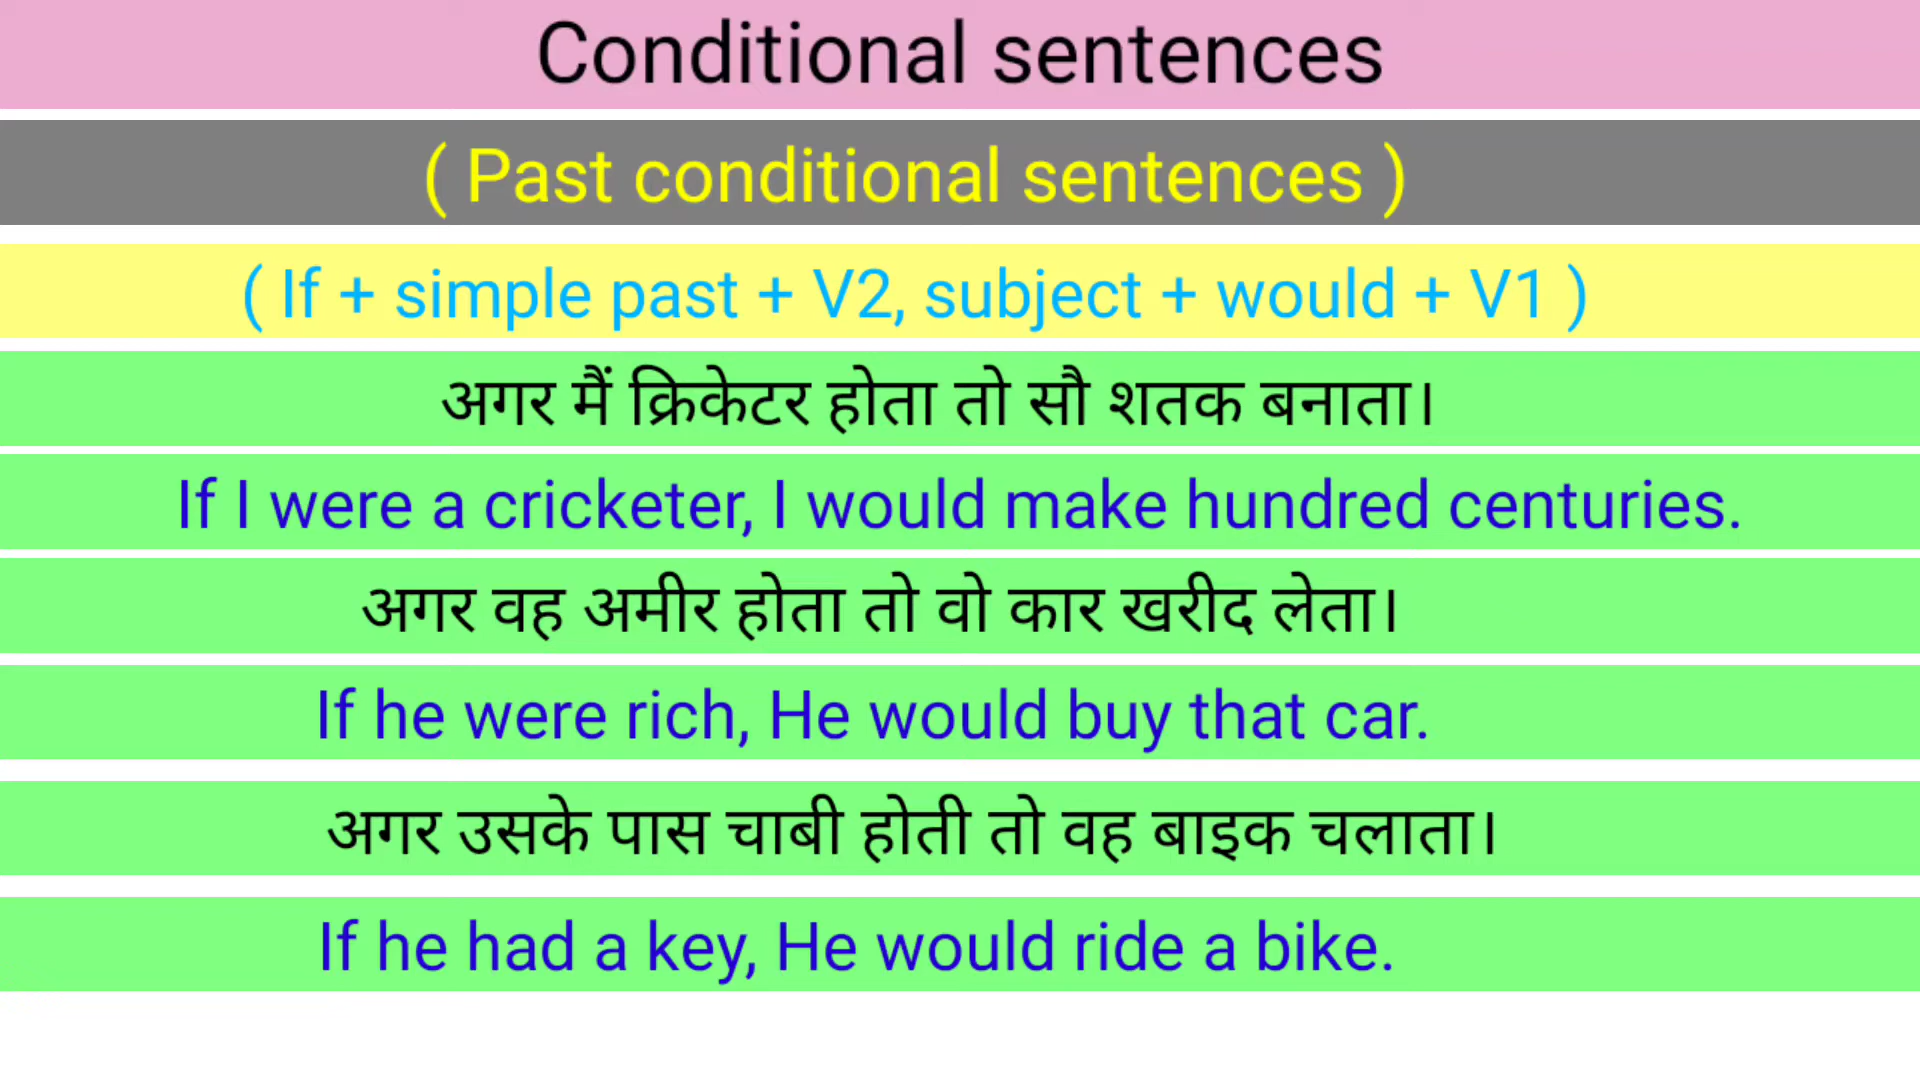 Conditional sentences
( Past conditional sentences )
( If + simple past + V2, subject + would + V1 )
अगर मैं क्रिकेटर होता तो सौ शतक बनाता।
If I were a cricketer, I would make hundred centuries.
अगर वह अमीर होता तो वो कार खरीद लेता।
If he were rich, He would buy that car.
अगर उसके पास चाबी होती तो वह बाइक चलाता।
If he had a key, He would ride a bike.